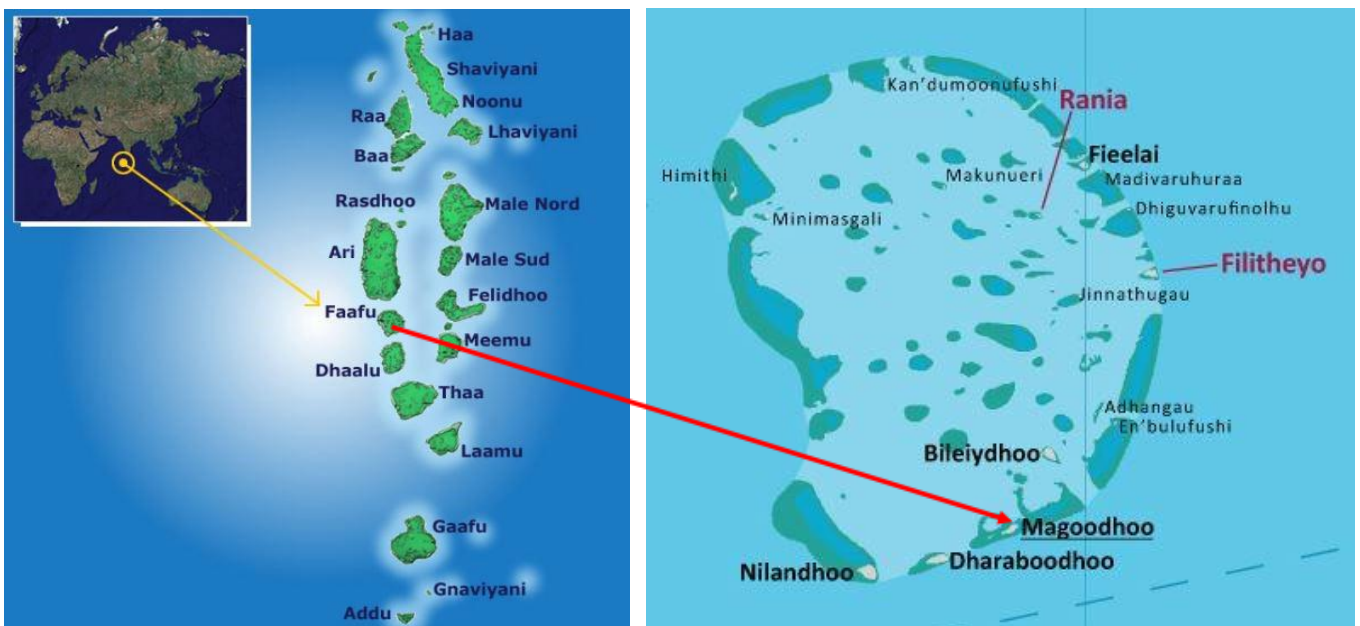 Haa
Shaviyani
Noonu
Raa
Lhaviyani
Baa
Rasdhoo
Male Nord
Ari
Male Sud
Felidhoo
Faafu
Meemu
Dhaalu
Thaa
Laamu
Gaafu
Gnaviyani
Addu
Kan'dumoonufushi
Rania
Fieelai
Himithi
Makunueri
Madivaruhuraa
Minimasgali
Dhiguvarufinolhu
Filitheyo
Jinnathugau
Adhangau
En'bulufushi
Bileiydhoo
Magoodhoo
Dharaboodhoo
Nilandhoo